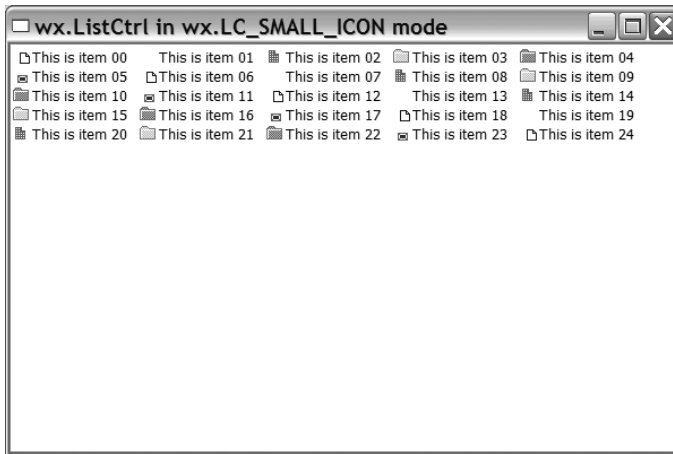 wx.ListCtrl in wx.LC_SMALL_ICON mode
This is item 00 This is item 01 This is item 02 This is item 03 This is item 04
This is item 05 This is item 06 This is item 07 This is item 08 This is item 09
This is item 10 This is item 11 This is item 12 This is item 13 This is item 14
This is item 15 This is item 16 This is item 17 This is item 18 This is item 19
This is item 20 This is item 21 This is item 22 This is item 23 This is item 24